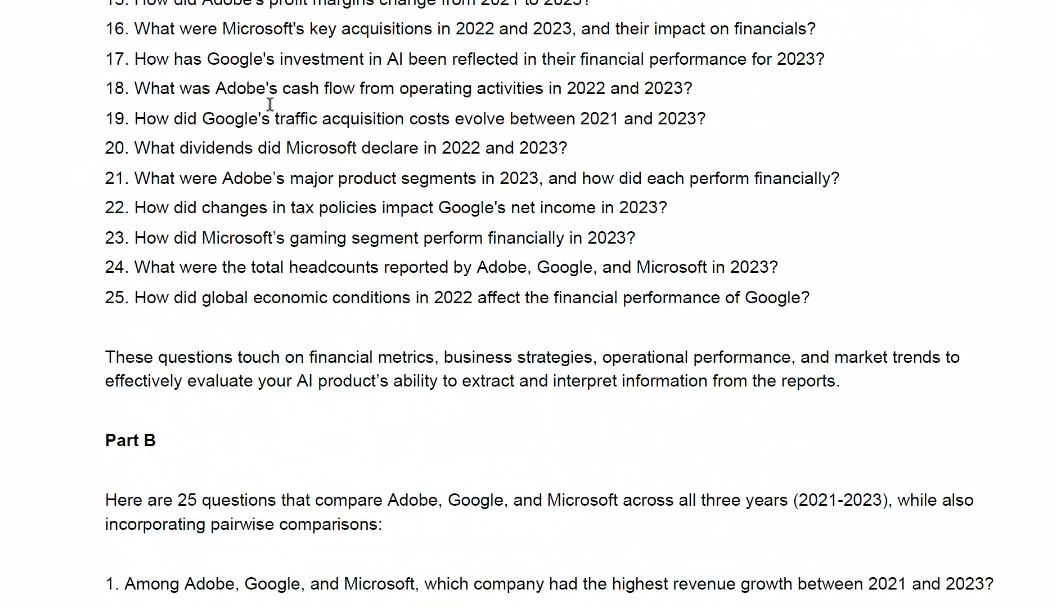 15. How did Adobe's profit margins change from 2021 to 2023?
16. What were Microsoft's key acquisitions in 2022 and 2023, and their impact on financials?
17. How has Google's investment in AI been reflected in their financial performance for 2023?
18. What was Adobe's cash flow from operating activities in 2022 and 2023?
19. How did Google's traffic acquisition costs evolve between 2021 and 2023?
20. What dividends did Microsoft declare in 2022 and 2023?
21. What were Adobe's major product segments in 2023, and how did each perform financially?
22. How did changes in tax policies impact Google's net income in 2023?
23. How did Microsoft's gaming segment perform financially in 2023?
24. What were the total headcounts reported by Adobe, Google, and Microsoft in 2023?
25. How did global economic conditions in 2022 affect the financial performance of Google?
These questions touch on financial metrics, business strategies, operational performance, and market trends to
effectively evaluate your AI product's ability to extract and interpret information from the reports.
Part B
Here are 25 questions that compare Adobe, Google, and Microsoft across all three years (2021-2023), while also
incorporating pairwise comparisons:
1. Among Adobe, Google, and Microsoft, which company had the highest revenue growth between 2021 and 2023?